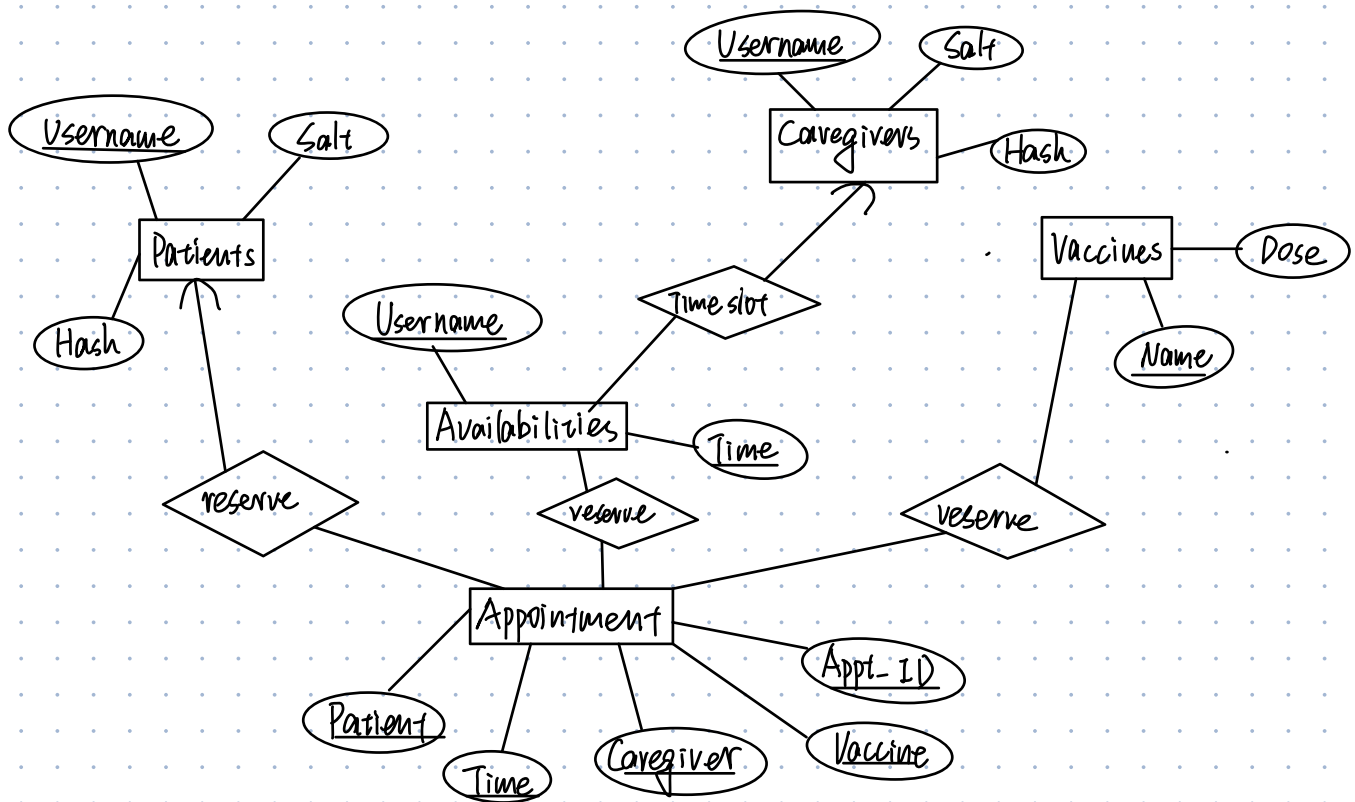 Username
Salt
Caregivers
Hash
Username
Salt
Patients
Hash
Vaccines
Dose
Name
Time slot
Username
Availabilities
Time
reserve
reserve
reserve
Appointment
Appt_ID
Patient
Time
Caregiver
Vaccine